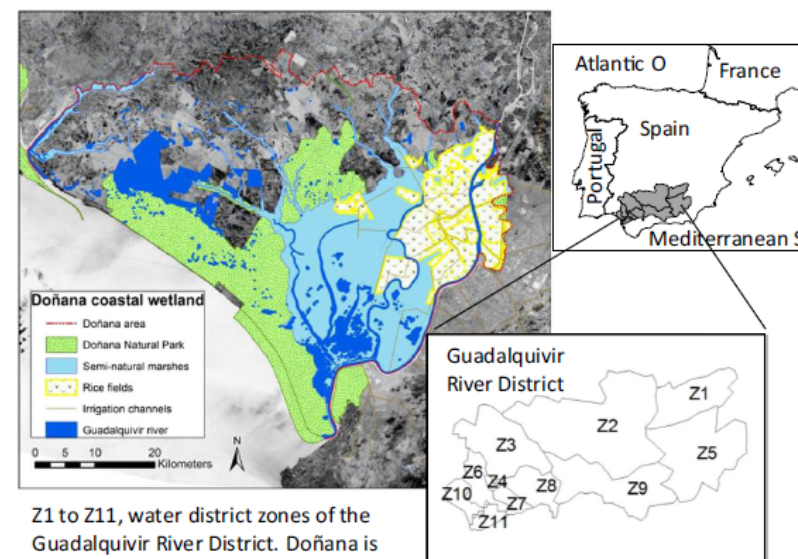 Doñana coastal wetland
Doñana area
Doñana Natural Park
Semi-natural marshes
Rice fields
Irrigation channels
Guadalquivir river
0 5 10 20
Kilometers
N
Atlantic O
France
Spain
Portugal
Mediterranean S
Guadalquivir
River District
Z1
Z2
Z3
Z5
Z6
Z4
Z8
Z9
Z10
Z7
Z11
Z1 to Z11, water district zones of the
Guadalquivir River District. Doñana is